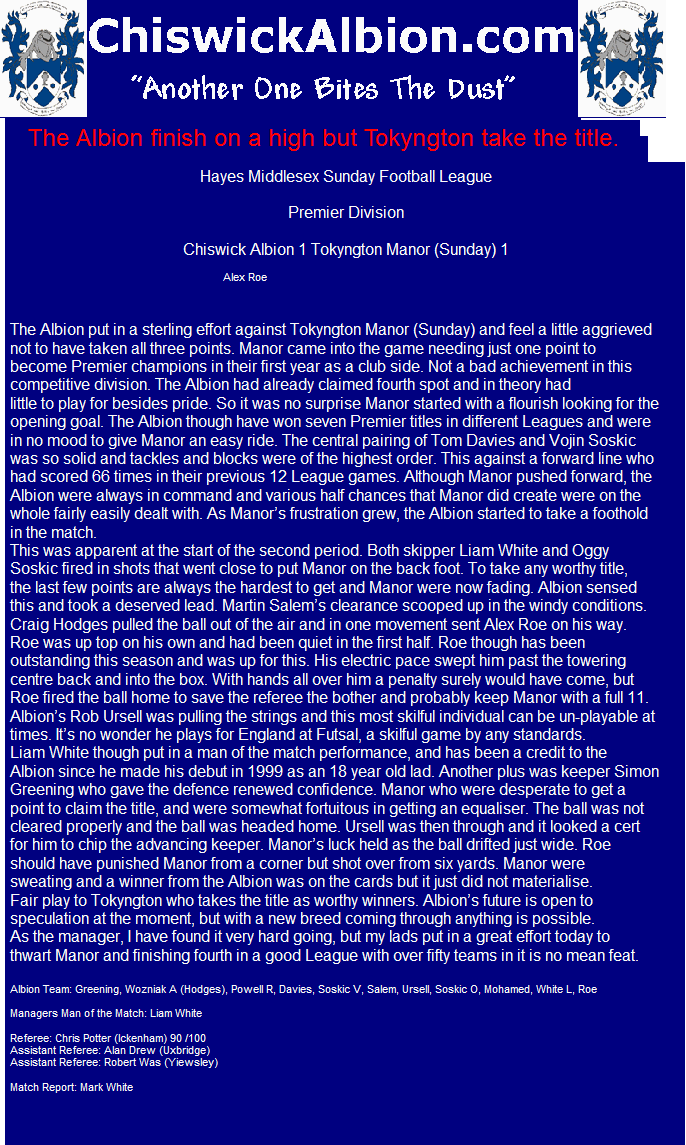 ChiswickAlbion.com
"Another One Bites The Dust"
The Albion finish on a high but Tokyngton take the title.
Hayes Middlesex Sunday Football League
Premier Division
Chiswick Albion 1 Tokyngton Manor (Sunday) 1
Alex Roe
The Albion put in a sterling effort against Tokyngton Manor (Sunday) and feel a little aggrieved
not to have taken all three points. Manor came into the game needing just one point to
become Premier champions in their first year as a club side. Not a bad achievement in this
competitive division. The Albion had already claimed fourth spot and in theory had
little to play for besides pride. So it was no surprise Manor started with a flourish looking for the
opening goal. The Albion though have won seven Premier titles in different Leagues and were
in no mood to give Manor an easy ride. The central pairing of Tom Davies and Vojin Soskic
was so solid and tackles and blocks were of the highest order. This against a forward line who
had scored 66 times in their previous 12 League games. Although Manor pushed forward, the
Albion were always in command and various half chances that Manor did create were on the
whole fairly easily dealt with. As Manor's frustration grew, the Albion started to take a foothold
in the match.
This was apparent at the start of the second period. Both skipper Liam White and Oggy
Soskic fired in shots that went close to put Manor on the back foot. To take any worthy title,
the last few points are always the hardest to get and Manor were now fading. Albion sensed
this and took a deserved lead. Martin Salem's clearance scooped up in the windy conditions.
Craig Hodges pulled the ball out of the air and in one movement sent Alex Roe on his way.
Roe was up top on his own and had been quiet in the first half. Roe though has been
outstanding this season and was up for this. His electric pace swept him past the towering
centre back and into the box. With hands all over him a penalty surely would have come, but
Roe fired the ball home to save the referee the bother and probably keep Manor with a full 11.
Albion's Rob Ursell was pulling the strings and this most skilful individual can be un-playable at
times. It's no wonder he plays for England at Futsal, a skilful game by any standards.
Liam White though put in a man of the match performance, and has been a credit to the
Albion since he made his debut in 1999 as an 18 year old lad. Another plus was keeper Simon
Greening who gave the defence renewed confidence. Manor who were desperate to get a
point to claim the title, and were somewhat fortuitous in getting an equaliser. The ball was not
cleared properly and the ball was headed home. Ursell was then through and it looked a cert
for him to chip the advancing keeper. Manor's luck held as the ball drifted just wide. Roe
should have punished Manor from a corner but shot over from six yards. Manor were
sweating and a winner from the Albion was on the cards but it just did not materialise.
Fair play to Tokyngton who takes the title as worthy winners. Albion's future is open to
speculation at the moment, but with a new breed coming through anything is possible.
As the manager, I have found it very hard going, but my lads put in a great effort today to
thwart Manor and finishing fourth in a good League with over fifty teams in it is no mean feat.
Albion Team: Greening, Wozniak A (Hodges), Powell R, Davies, Soskic V, Salem, Ursell, Soskic O, Mohamed, White L, Roe
Managers Man of the Match: Liam White
Referee: Chris Potter (Ickenham) 90 /100
Assistant Referee: Alan Drew (Uxbridge)
Assistant Referee: Robert Was (Yiewsley)
Match Report: Mark White